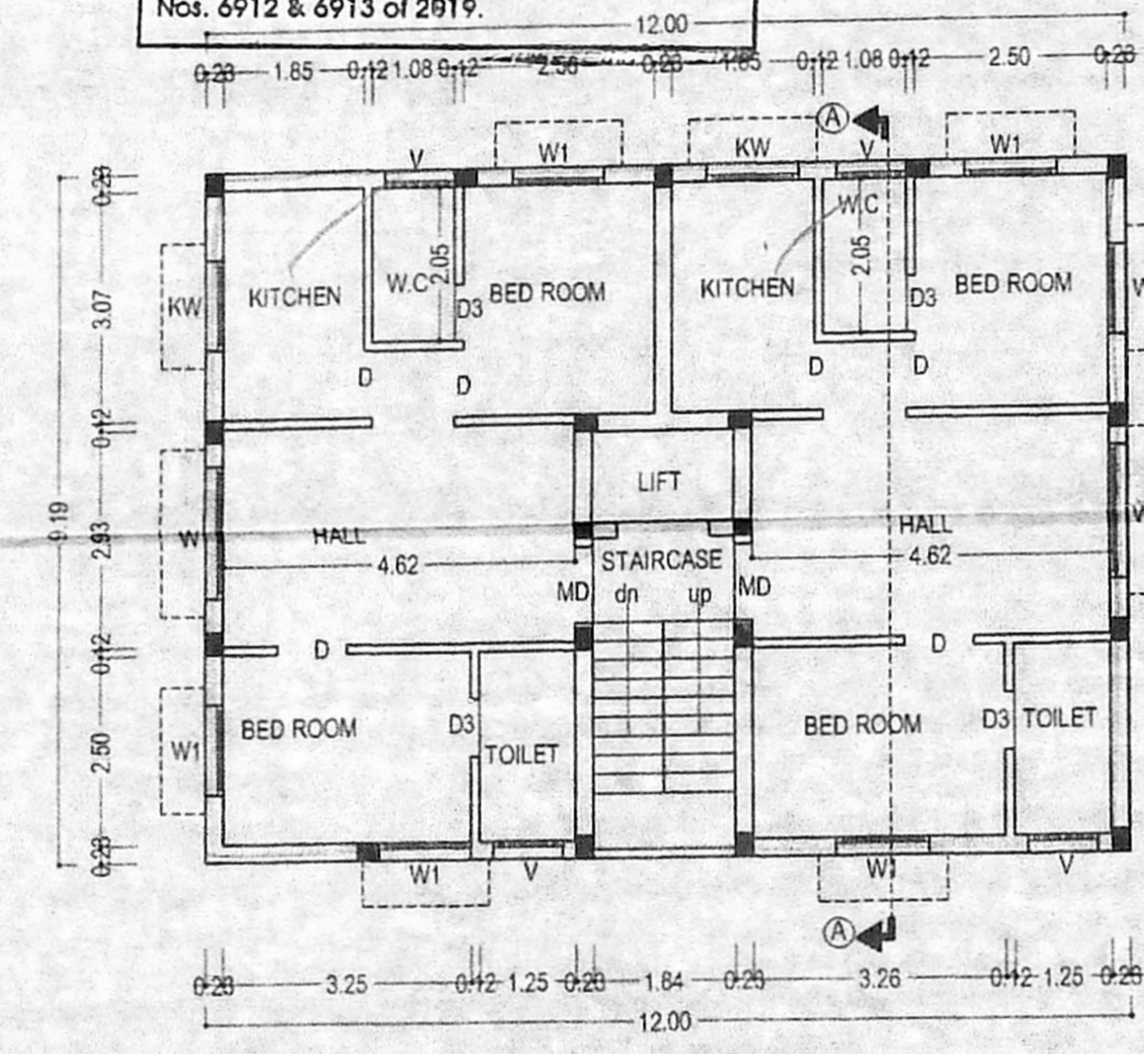 Nos. 6912 & 6913 of 2019.
12.00
0.23 1.85 0.12 1.08 0.12 2.50 0.23 1.85 0.12 1.08 0.12 2.50 0.23
A
V W1 KW V W1
0.23
W.C
2.05 2.05
KW 3.07 KITCHEN W.C D3 BED ROOM KITCHEN D3 BED ROOM
D D D D
0.12
LIFT
9.19 2.93 W HALL HALL
4.62 STAIRCASE 4.62
MD dn up MD
0.12 D D
2.50 W1 BED ROOM D3 TOILET BED ROOM D3 TOILET
0.23
W1 V W1 V
A
0.23 3.25 0.12 1.25 1.84 0.23 3.26 0.12 1.25 0.23
12.00